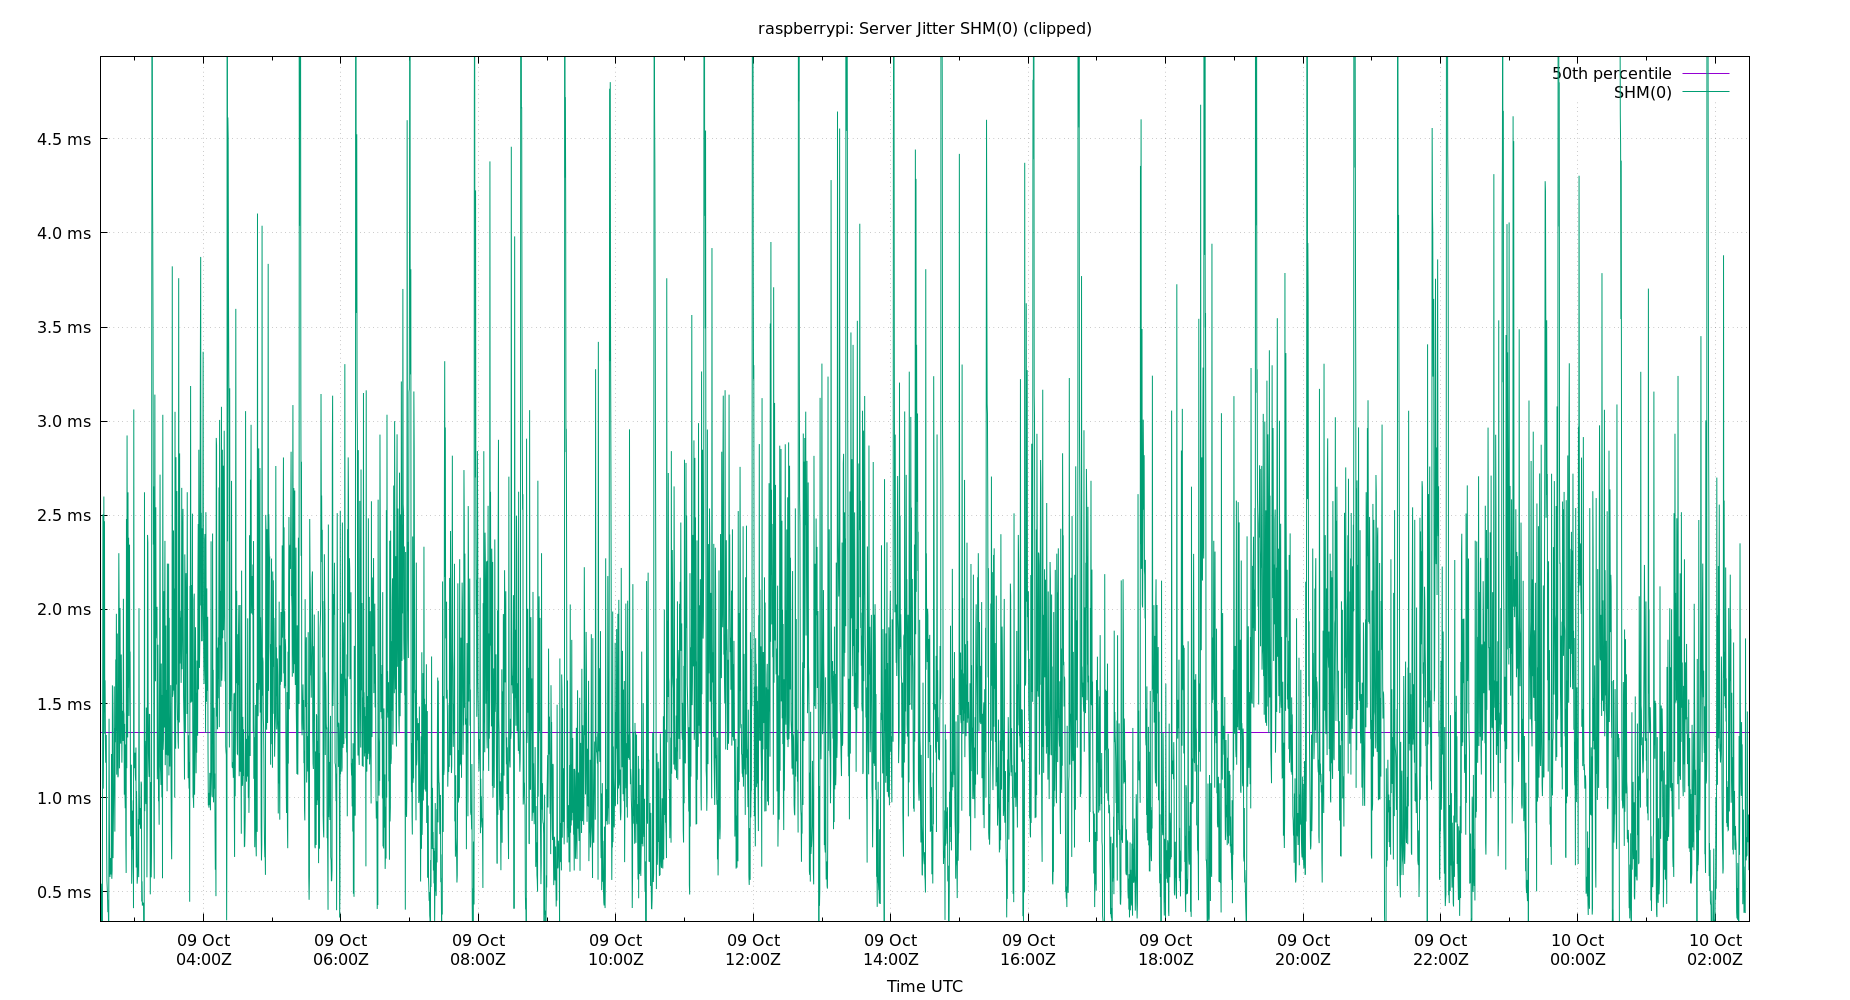 raspberrypi: Server Jitter SHM(0) (clipped)
50th percentile
SHM(0)
4.5 ms
4.0 ms
3.5 ms
3.0 ms
2.5 ms
2.0 ms
1.5 ms
1.0 ms
0.5 ms
09 Oct 09 Oct 09 Oct 09 Oct 09 Oct 09 Oct 09 Oct 09 Oct 09 Oct 09 Oct 10 Oct 10 Oct
04:00Z 06:00Z 08:00Z 10:00Z 12:00Z 14:00Z 16:00Z 18:00Z 20:00Z 22:00Z 00:00Z 02:00Z
Time UTC